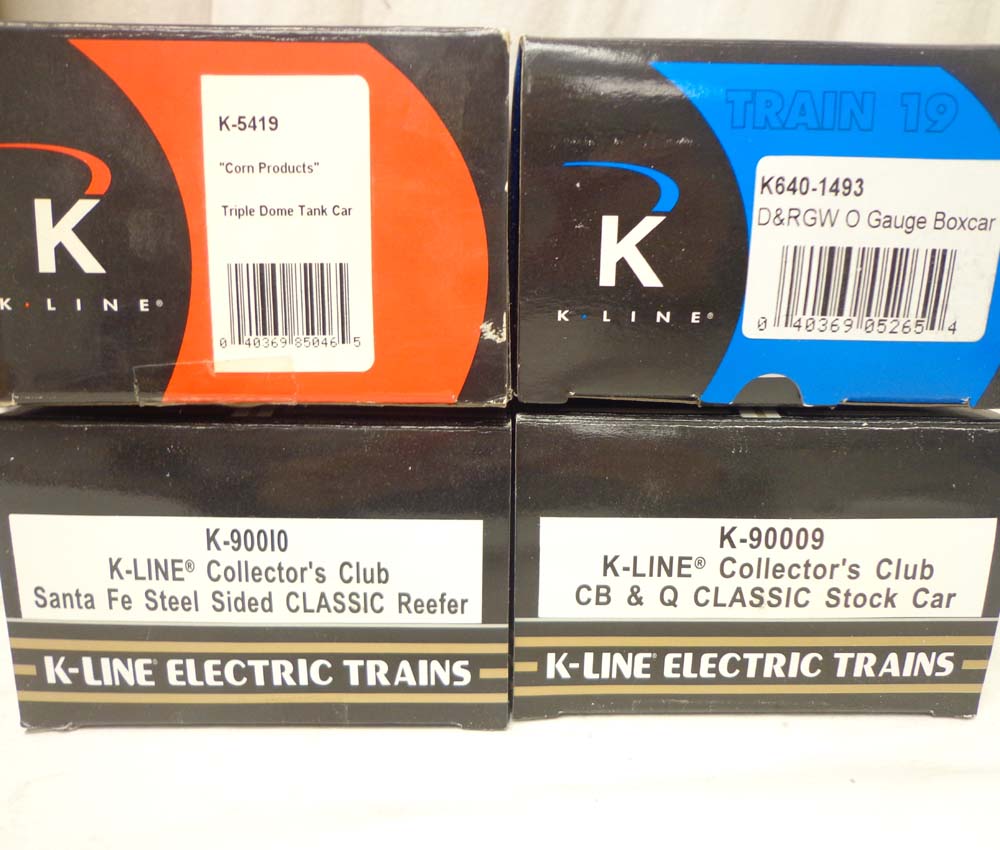 K-5419
"Corn Products"
Triple Dome Tank Car
0 40369 85046 5
K
K·LINE®
TRAIN 19
K640-1493
D&RGW O Gauge Boxcar
0 40369 05265 4
K
K·LINE®
K-900I0
K-LINE® Collector's Club
Santa Fe Steel Sided CLASSIC Reefer
K-LINE® ELECTRIC TRAINS
K-90009
K-LINE® Collector's Club
CB & Q CLASSIC Stock Car
K-LINE® ELECTRIC TRAINS